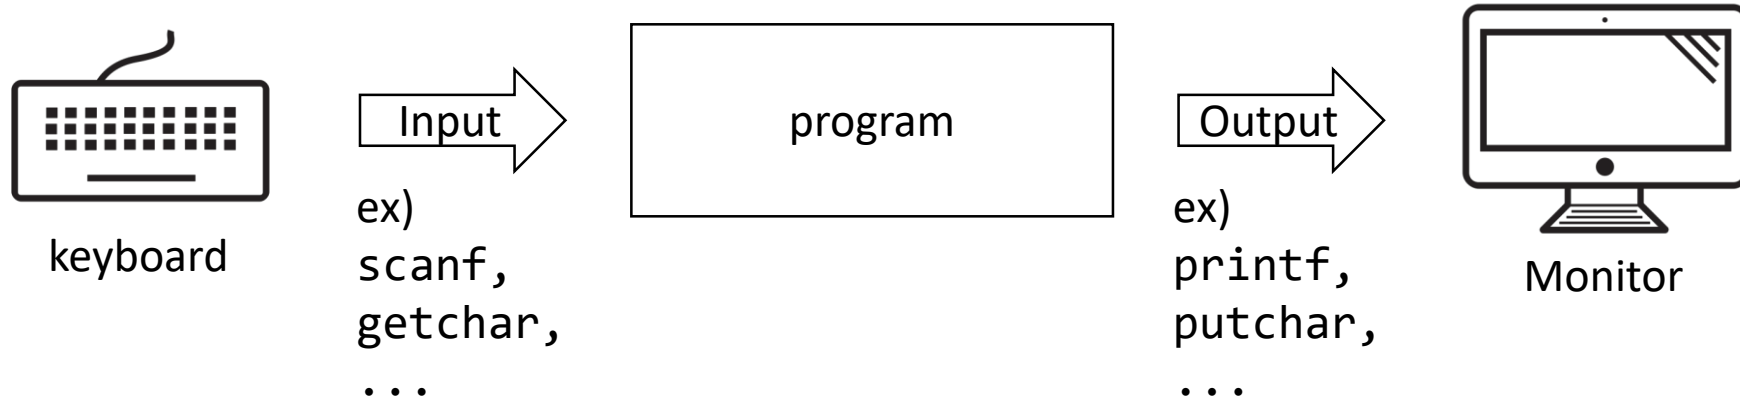 keyboard
Input
ex)
scanf,
getchar,
...
program
Output
ex)
printf,
putchar,
...
Monitor